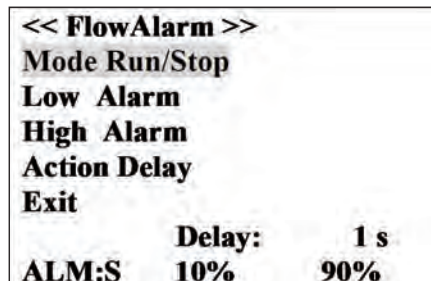 << FlowAlarm >>
Mode Run/Stop
Low Alarm
High Alarm
Action Delay
Exit
Delay: 1 s
ALM:S 10% 90%